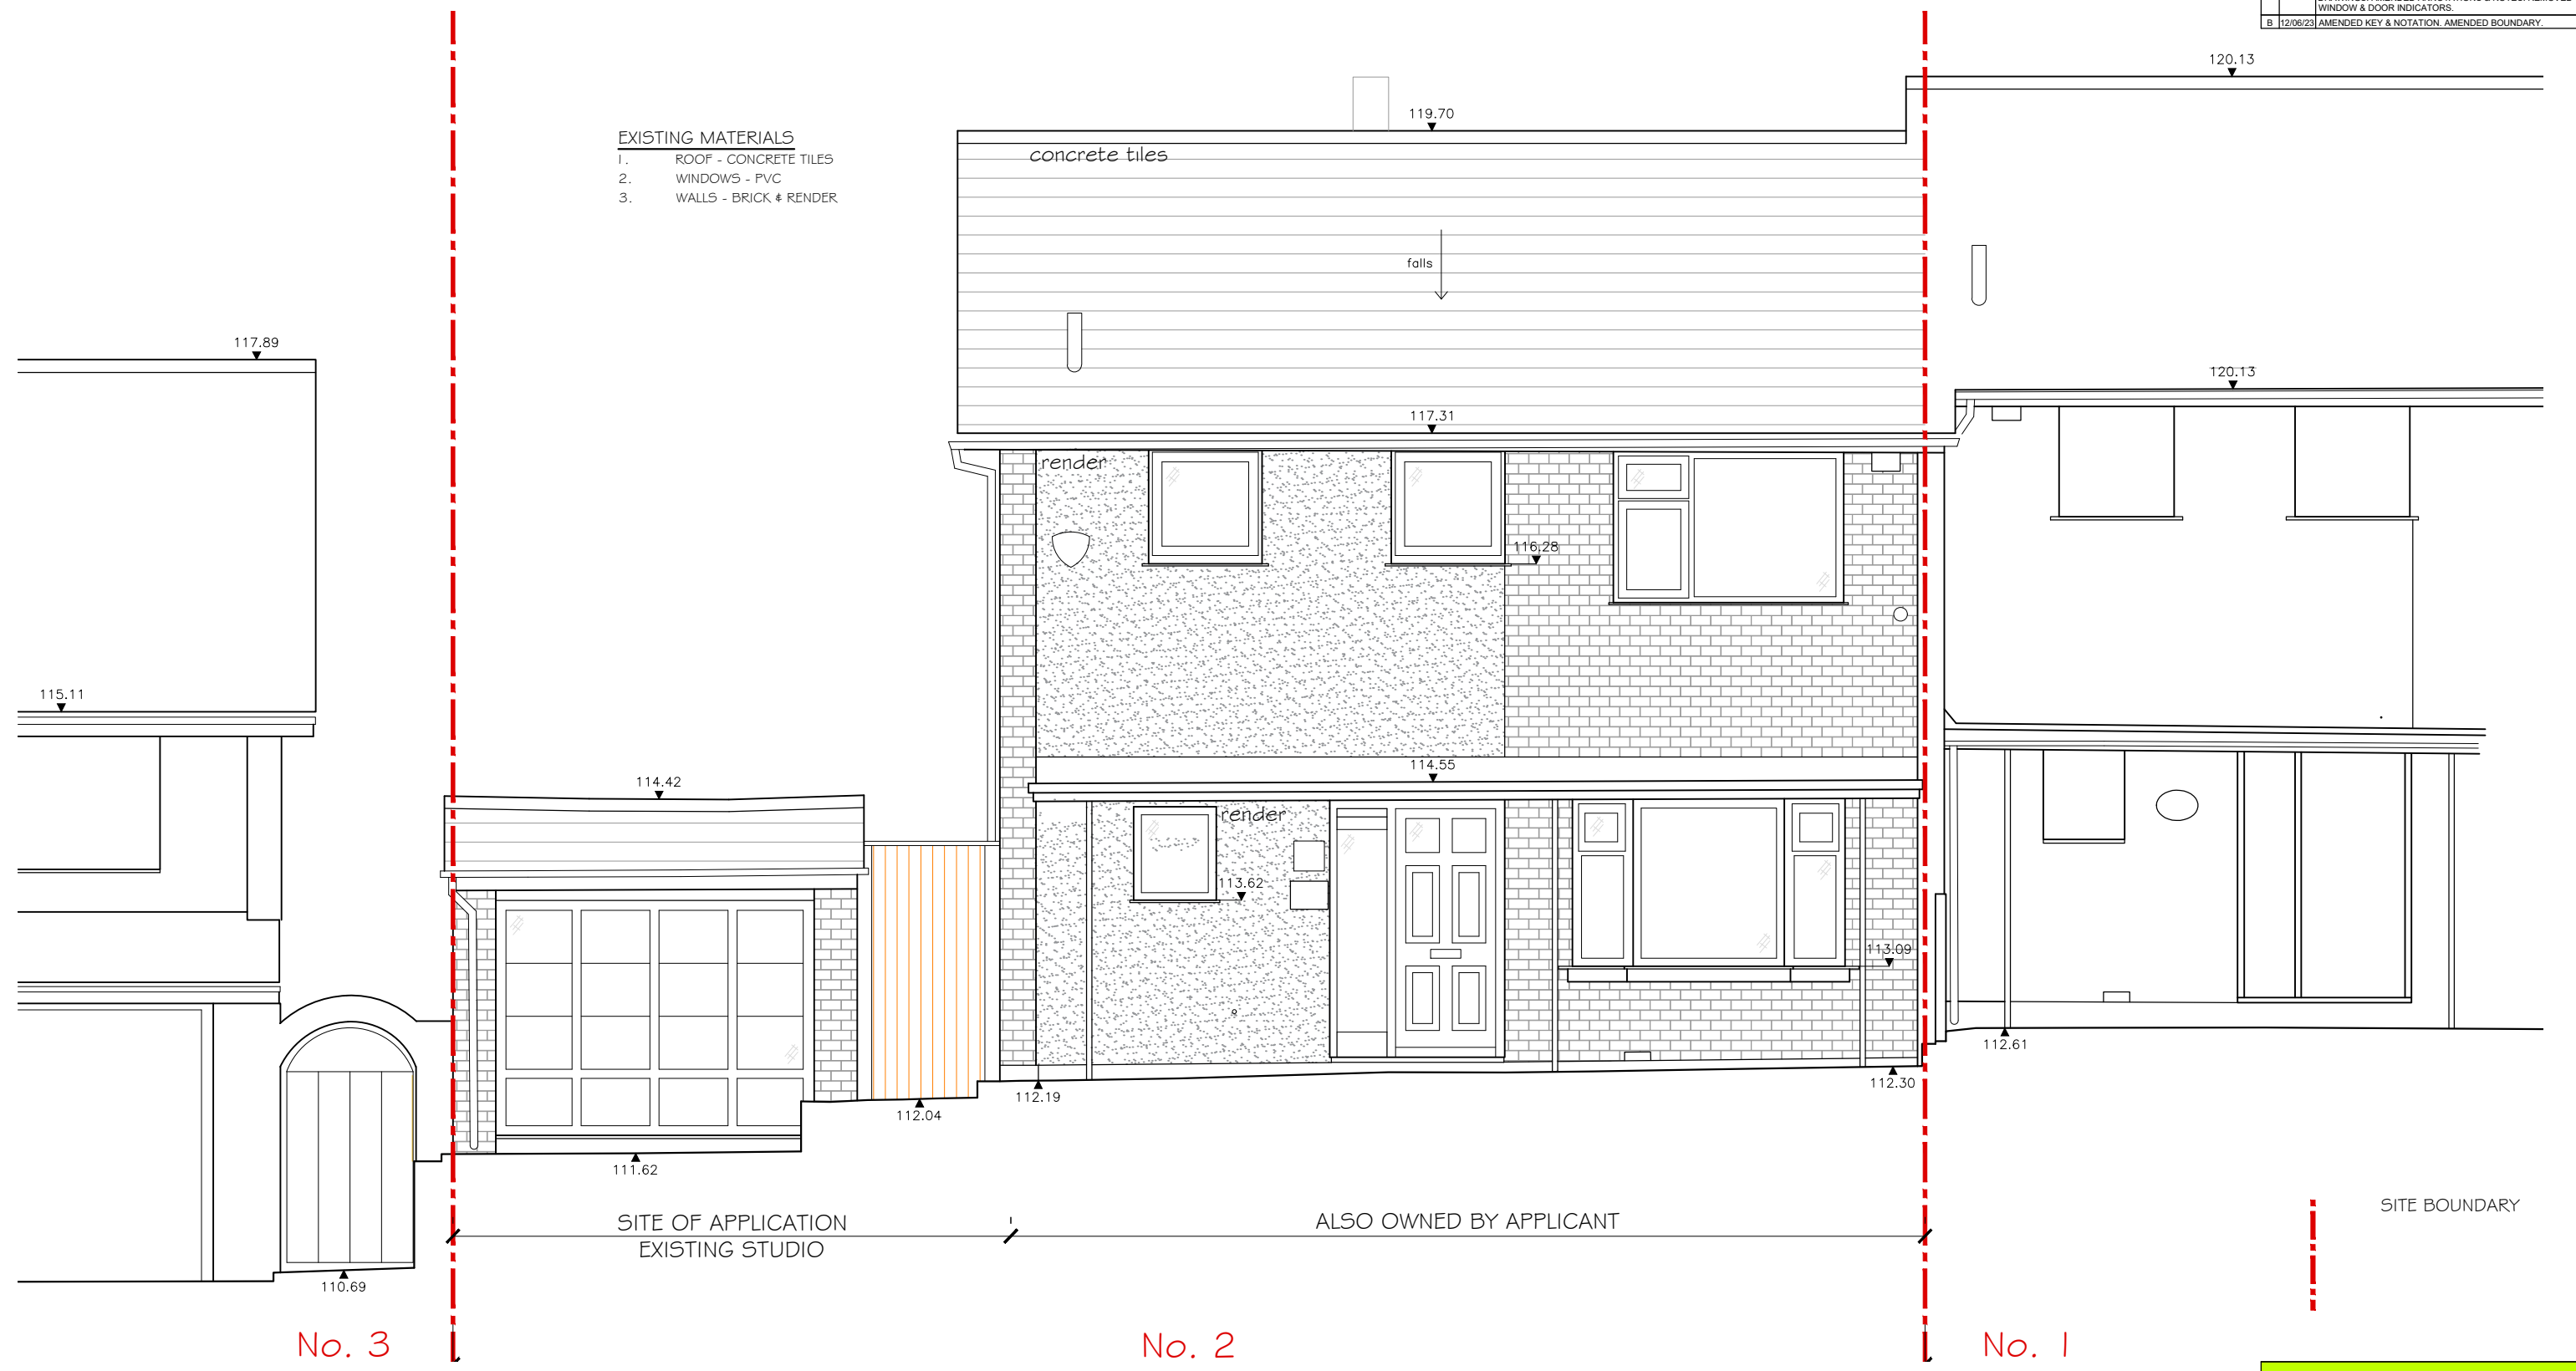 WINDOW & DOOR INDICATORS.
B 12/06/23 AMENDED KEY & NOTATION. AMENDED BOUNDARY.
120.13
119.70
EXISTING MATERIALS
1. ROOF - CONCRETE TILES
2. WINDOWS - PVC
3. WALLS - BRICK & RENDER
concrete tiles
falls
117.89
120.13
117.31
render
116.28
115.11
114.55
114.42
render
113.62
113.09
112.61
112.30
112.19
112.04
111.62
110.69
SITE BOUNDARY
SITE OF APPLICATION
EXISTING STUDIO
ALSO OWNED BY APPLICANT
No. 3
No. 2
No. 1